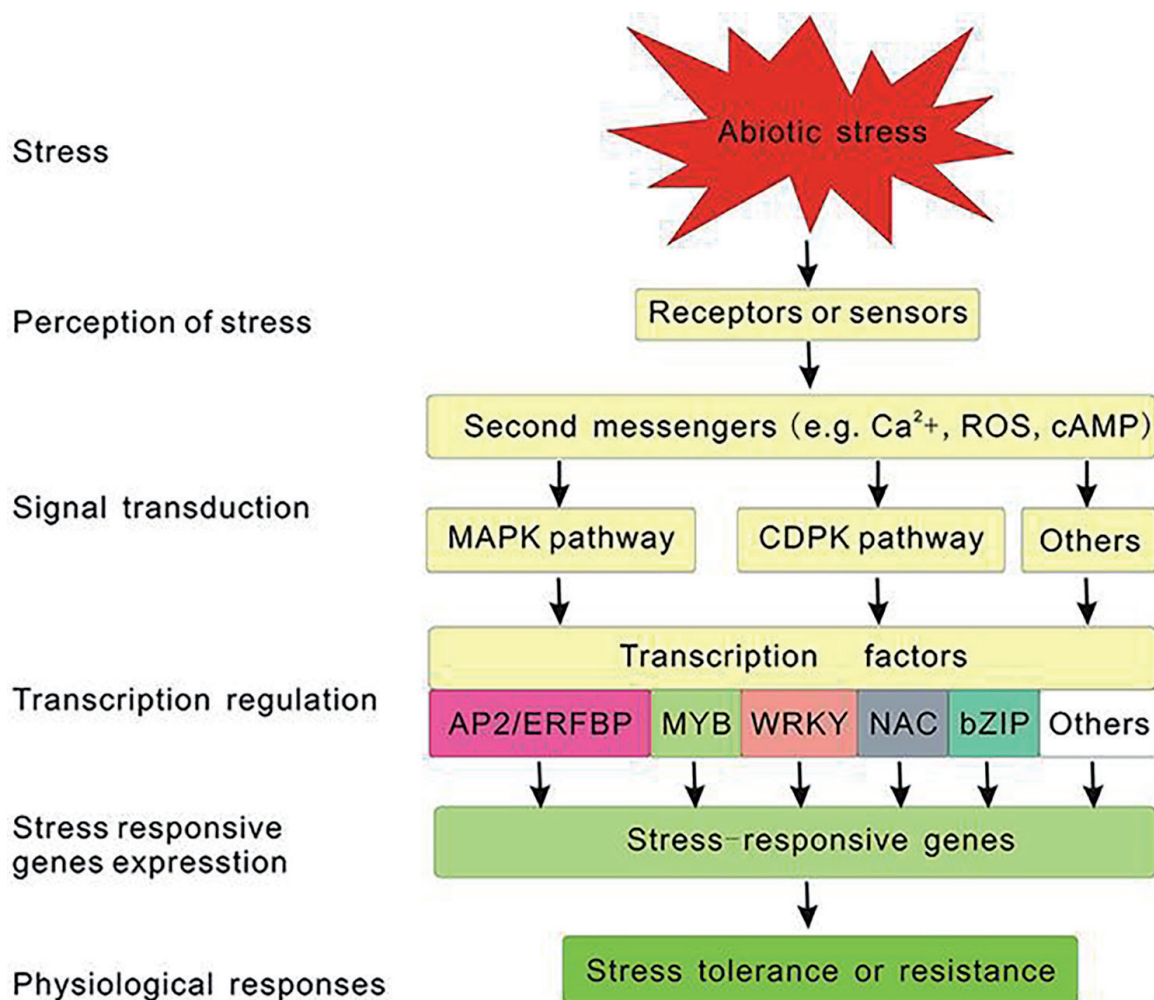 Abiotic stress
Stress
Perception of stress
Receptors or sensors
Second messengers (e.g. Ca²+, ROS, cAMP)
Signal transduction
MAPK pathway
CDPK pathway
Others
Transcription factors
Transcription regulation
AP2/ERFBP
MYB
WRKY
NAC
bZIP
Others
Stress responsive
genes expresstion
Stress-responsive genes
Physiological responses
Stress tolerance or resistance